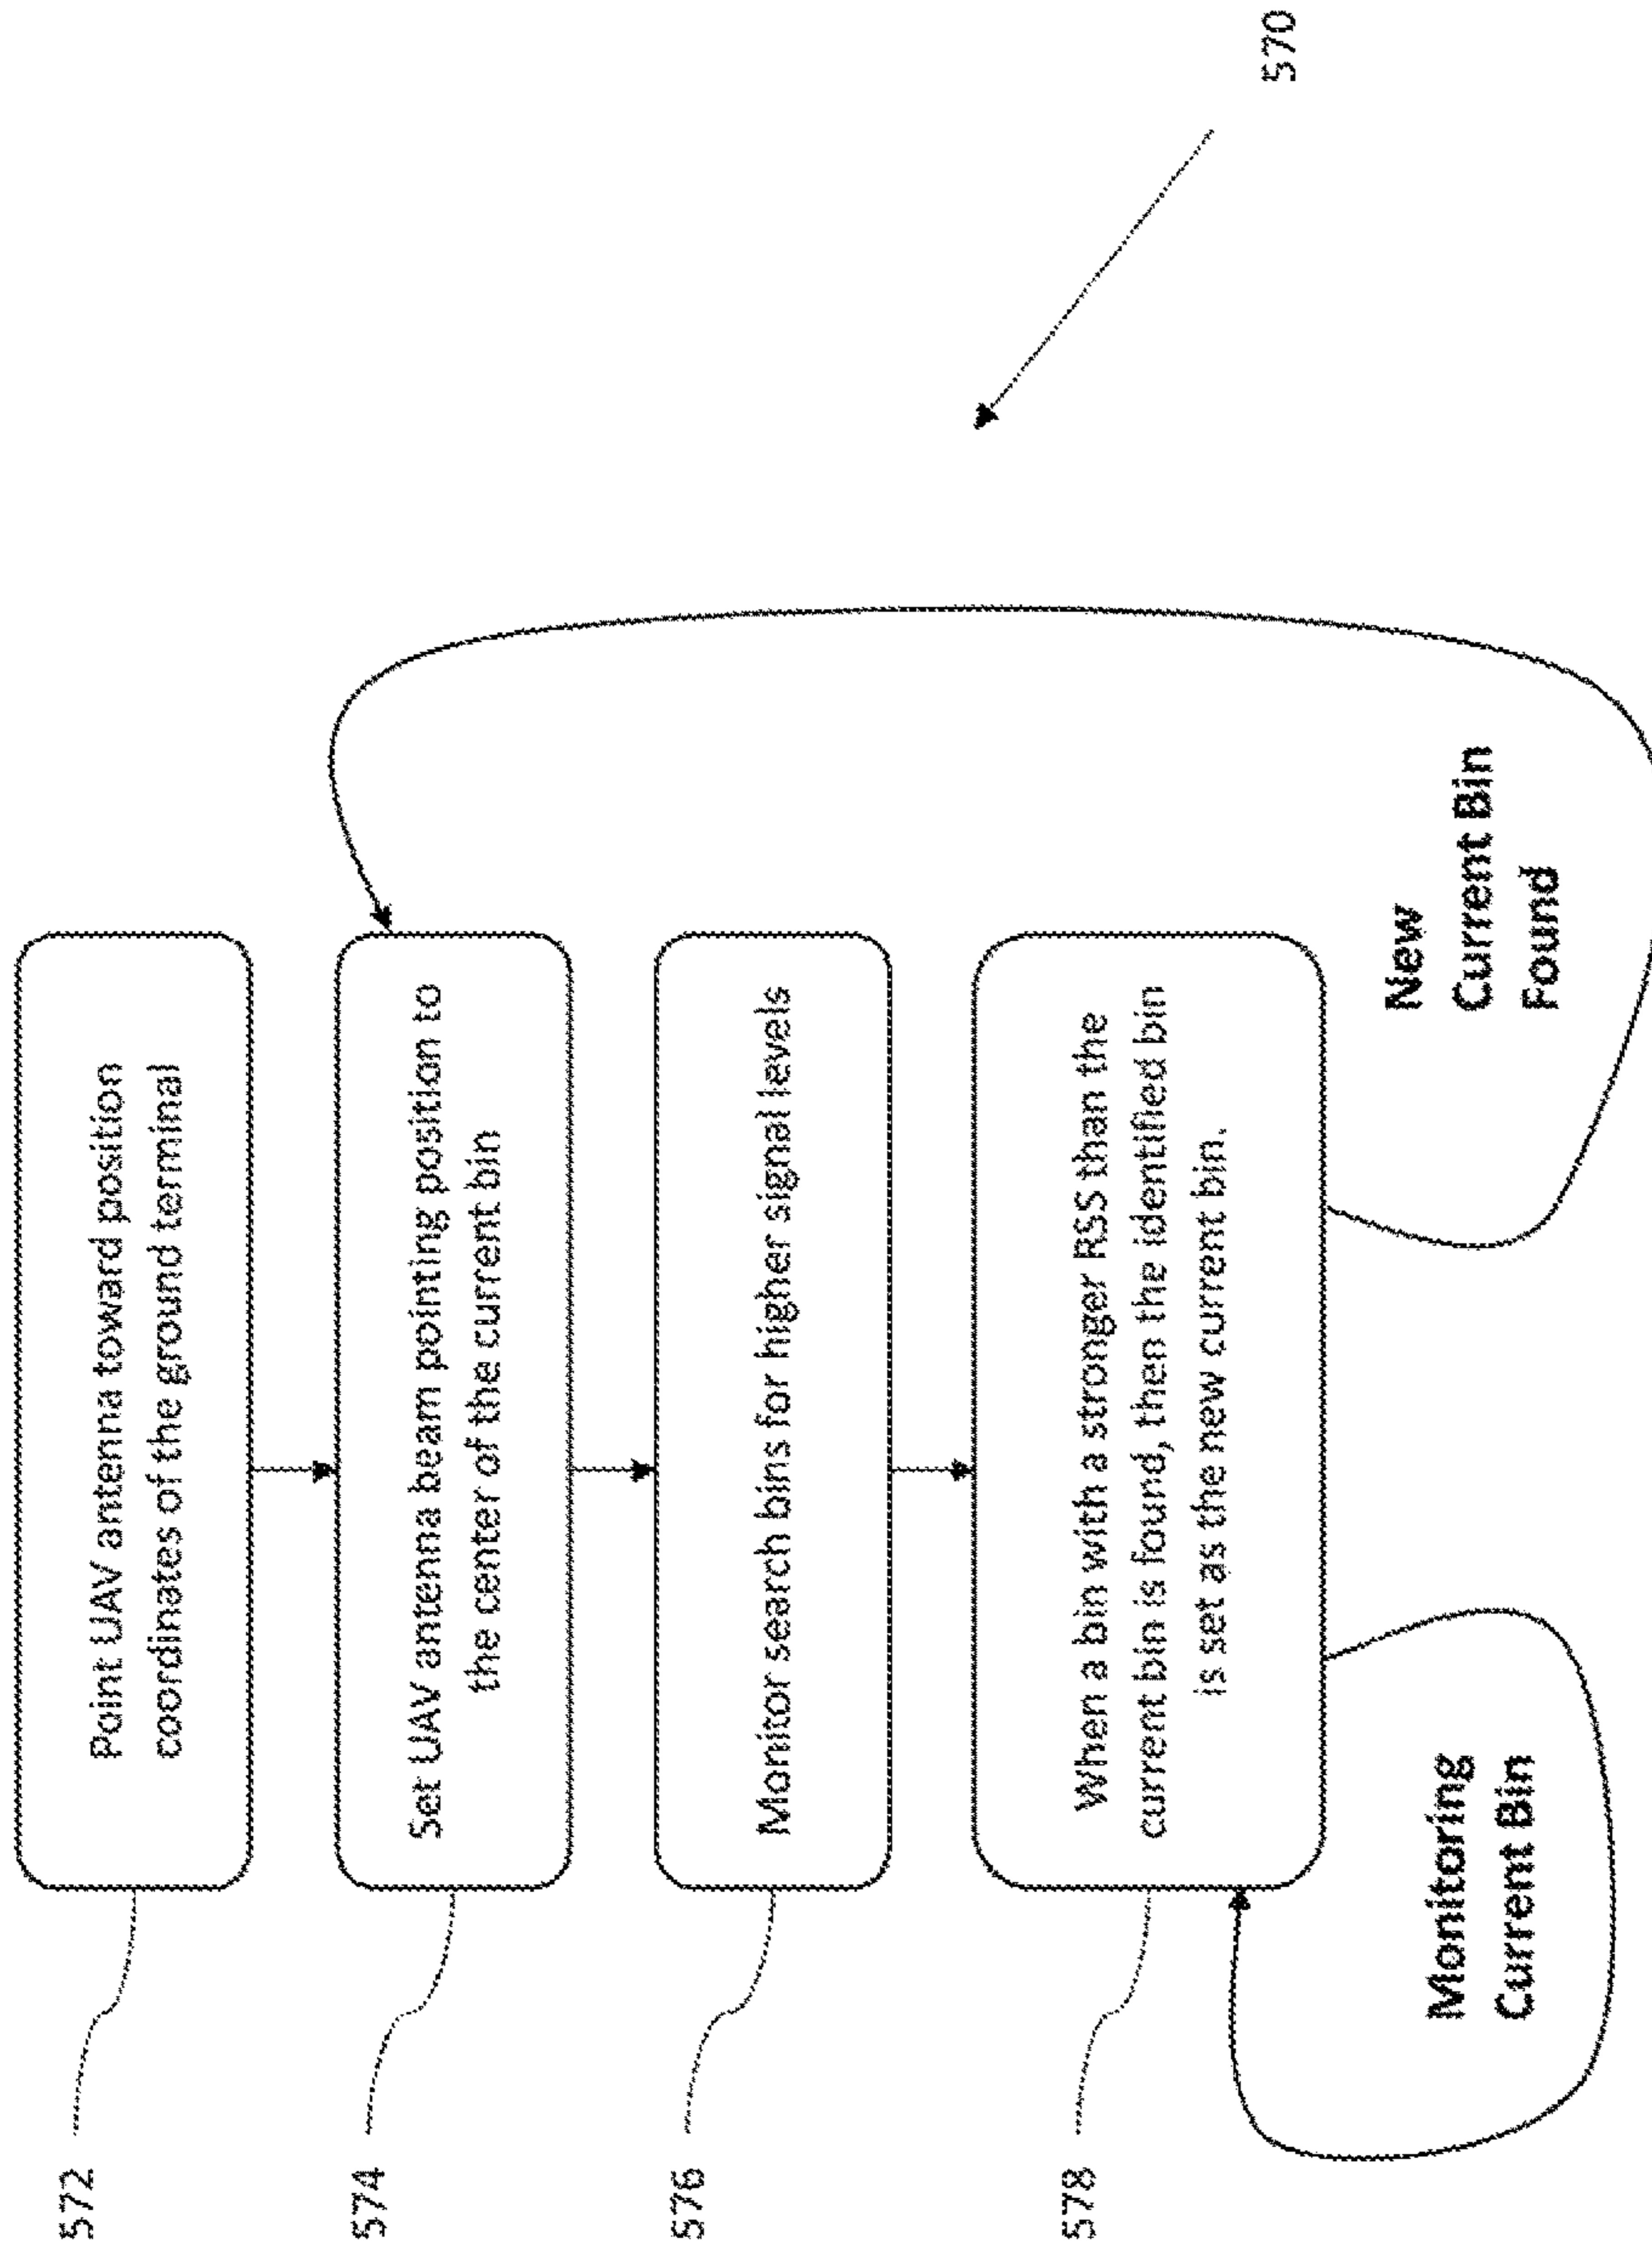 572
Point UAV antenna toward position
coordinates of the ground terminal
574
Set UAV antenna beam pointing position to
the center of the current bin
576
Monitor search bins for higher signal levels
578
When a bin with a stronger RSS than the
current bin is found, then the identified bin
is set as the new current bin.
Monitoring
Current Bin
New
Current Bin
Found
570